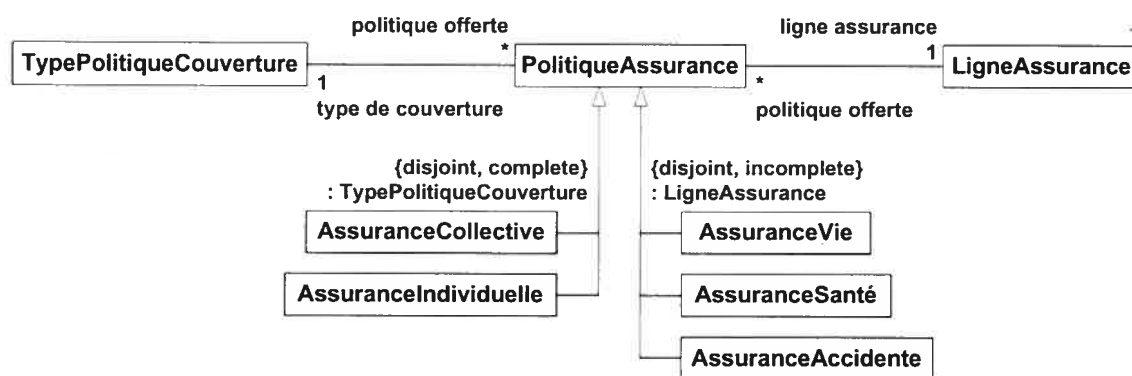 politique offerte
ligne assurance
TypePolitiqueCouverture
*
PolitiqueAssurance
1
LigneAssurance
1
*
type de couverture
politique offerte
{disjoint, complete}
{disjoint, incomplete}
: TypePolitiqueCouverture
: LigneAssurance
AssuranceCollective
AssuranceVie
AssuranceIndividuelle
AssuranceSanté
AssuranceAccidente